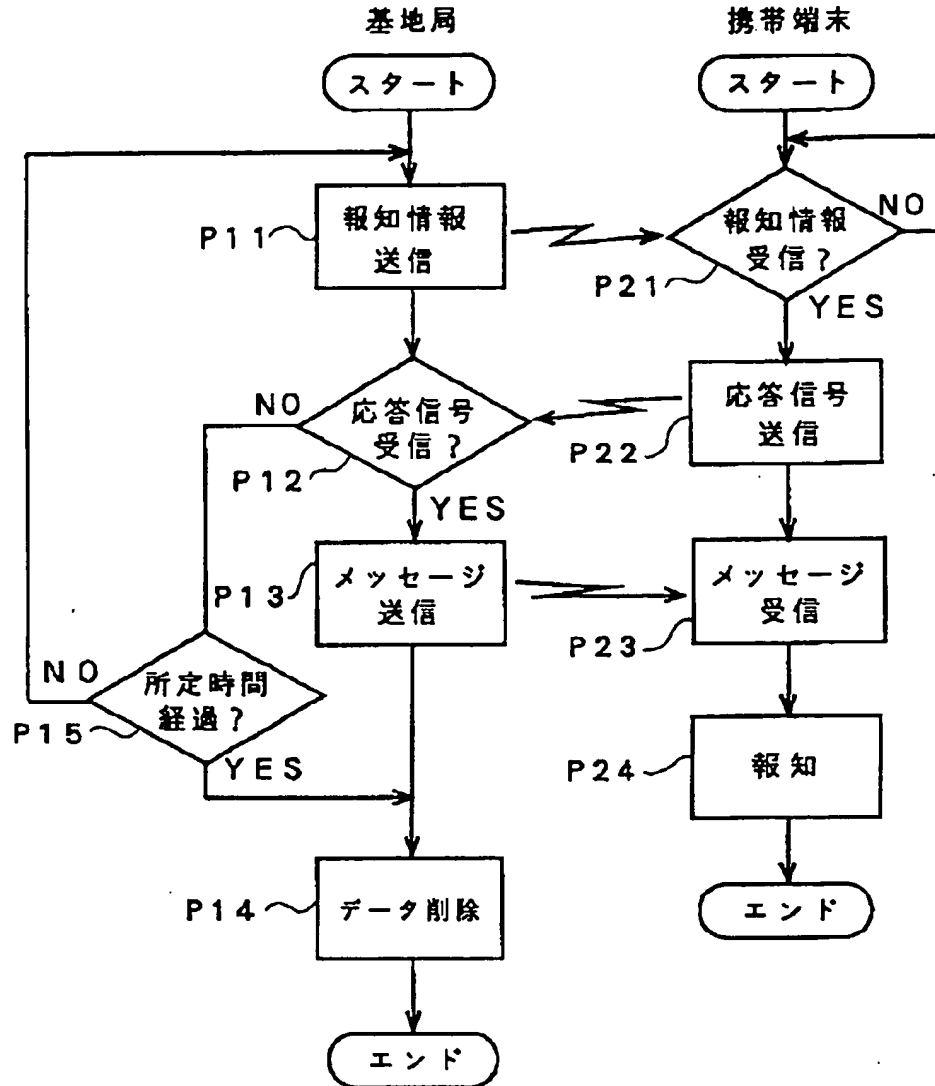 基地局
携帯端末
スタート
スタート
P11
報知情報
送信
報知情報
受信?
NO
P21
YES
NO
応答信号
受信?
P12
YES
応答信号
送信
P22
メッセージ
送信
P13
メッセージ
受信
P23
NO
所定時間
経過?
P15
YES
P24
報知
P14
データ削除
エンド
エンド